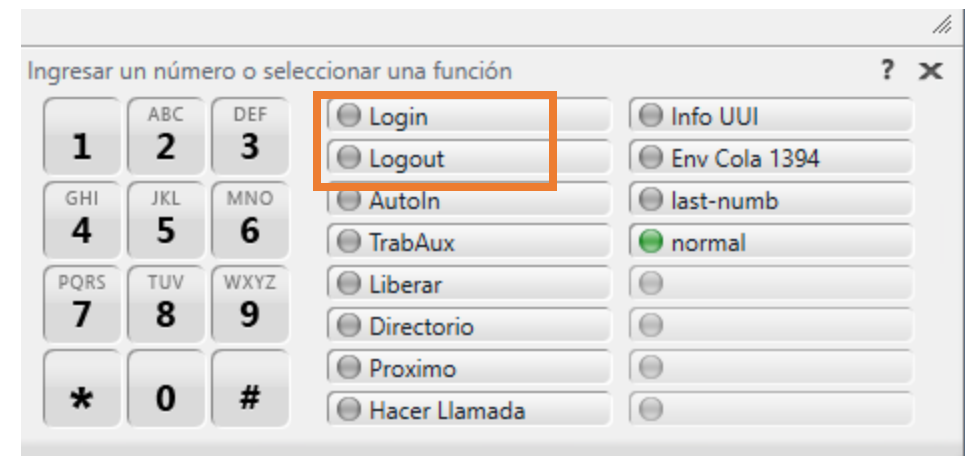 Ingresar un número o seleccionar una función ?
1
ABC
2
DEF
3
GHI
4
JKL
5
MNO
6
PQRS
7
TUV
8
WXYZ
9
*
0
#
Login
Logout
AutoIn
TrabAux
Liberar
Directorio
Proximo
Hacer Llamada
Info UUI
Env Cola 1394
last-numb
normal